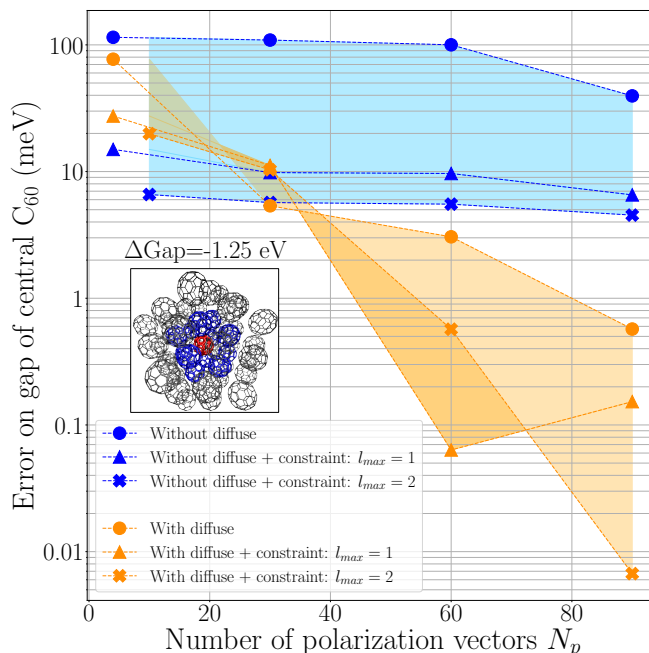 100
10
1
0.1
0.01
0
20
40
60
80
Error on gap of central C₆₀ (meV)
Number of polarization vectors Nₚ
ΔGap=-1.25 eV
Without diffuse
Without diffuse + constraint: lₘₐₓ = 1
Without diffuse + constraint: lₘₐₓ = 2
With diffuse
With diffuse + constraint: lₘₐₓ = 1
With diffuse + constraint: lₘₐₓ = 2